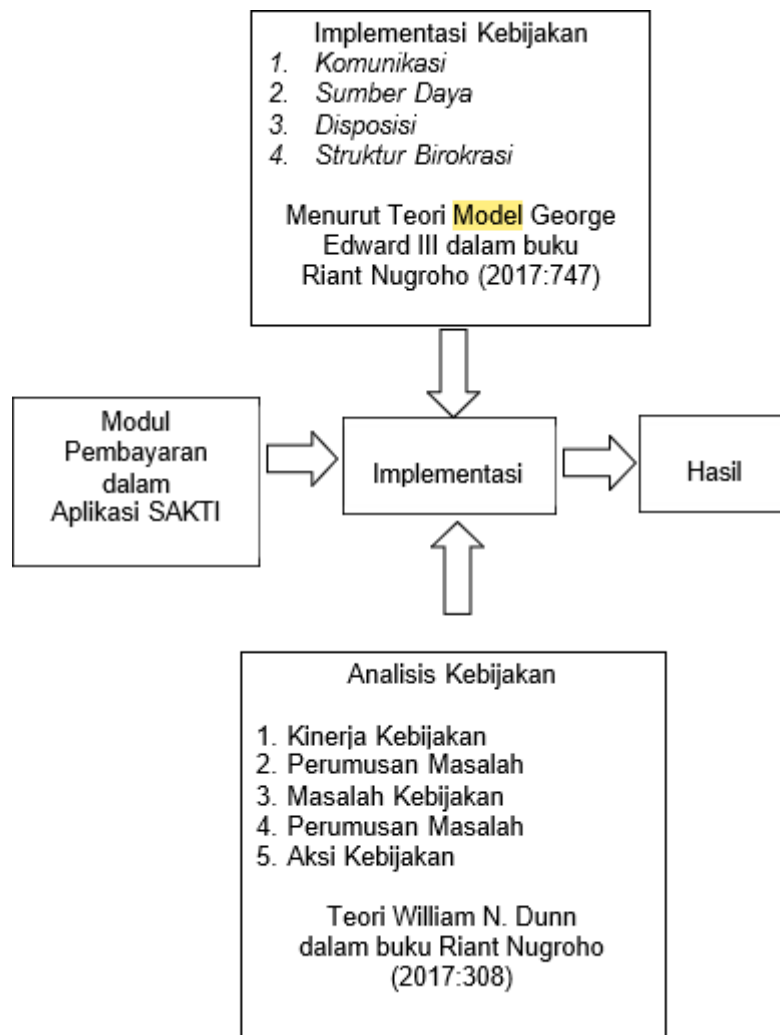 Implementasi Kebijakan
1. Komunikasi
2. Sumber Daya
3. Disposisi
4. Struktur Birokrasi
Menurut Teori Model George
Edward III dalam buku
Riant Nugroho (2017:747)
Modul
Pembayaran
dalam
Aplikasi SAKTI
Implementasi
Hasil
Analisis Kebijakan
1. Kinerja Kebijakan
2. Perumusan Masalah
3. Masalah Kebijakan
4. Perumusan Masalah
5. Aksi Kebijakan
Teori William N. Dunn
dalam buku Riant Nugroho
(2017:308)